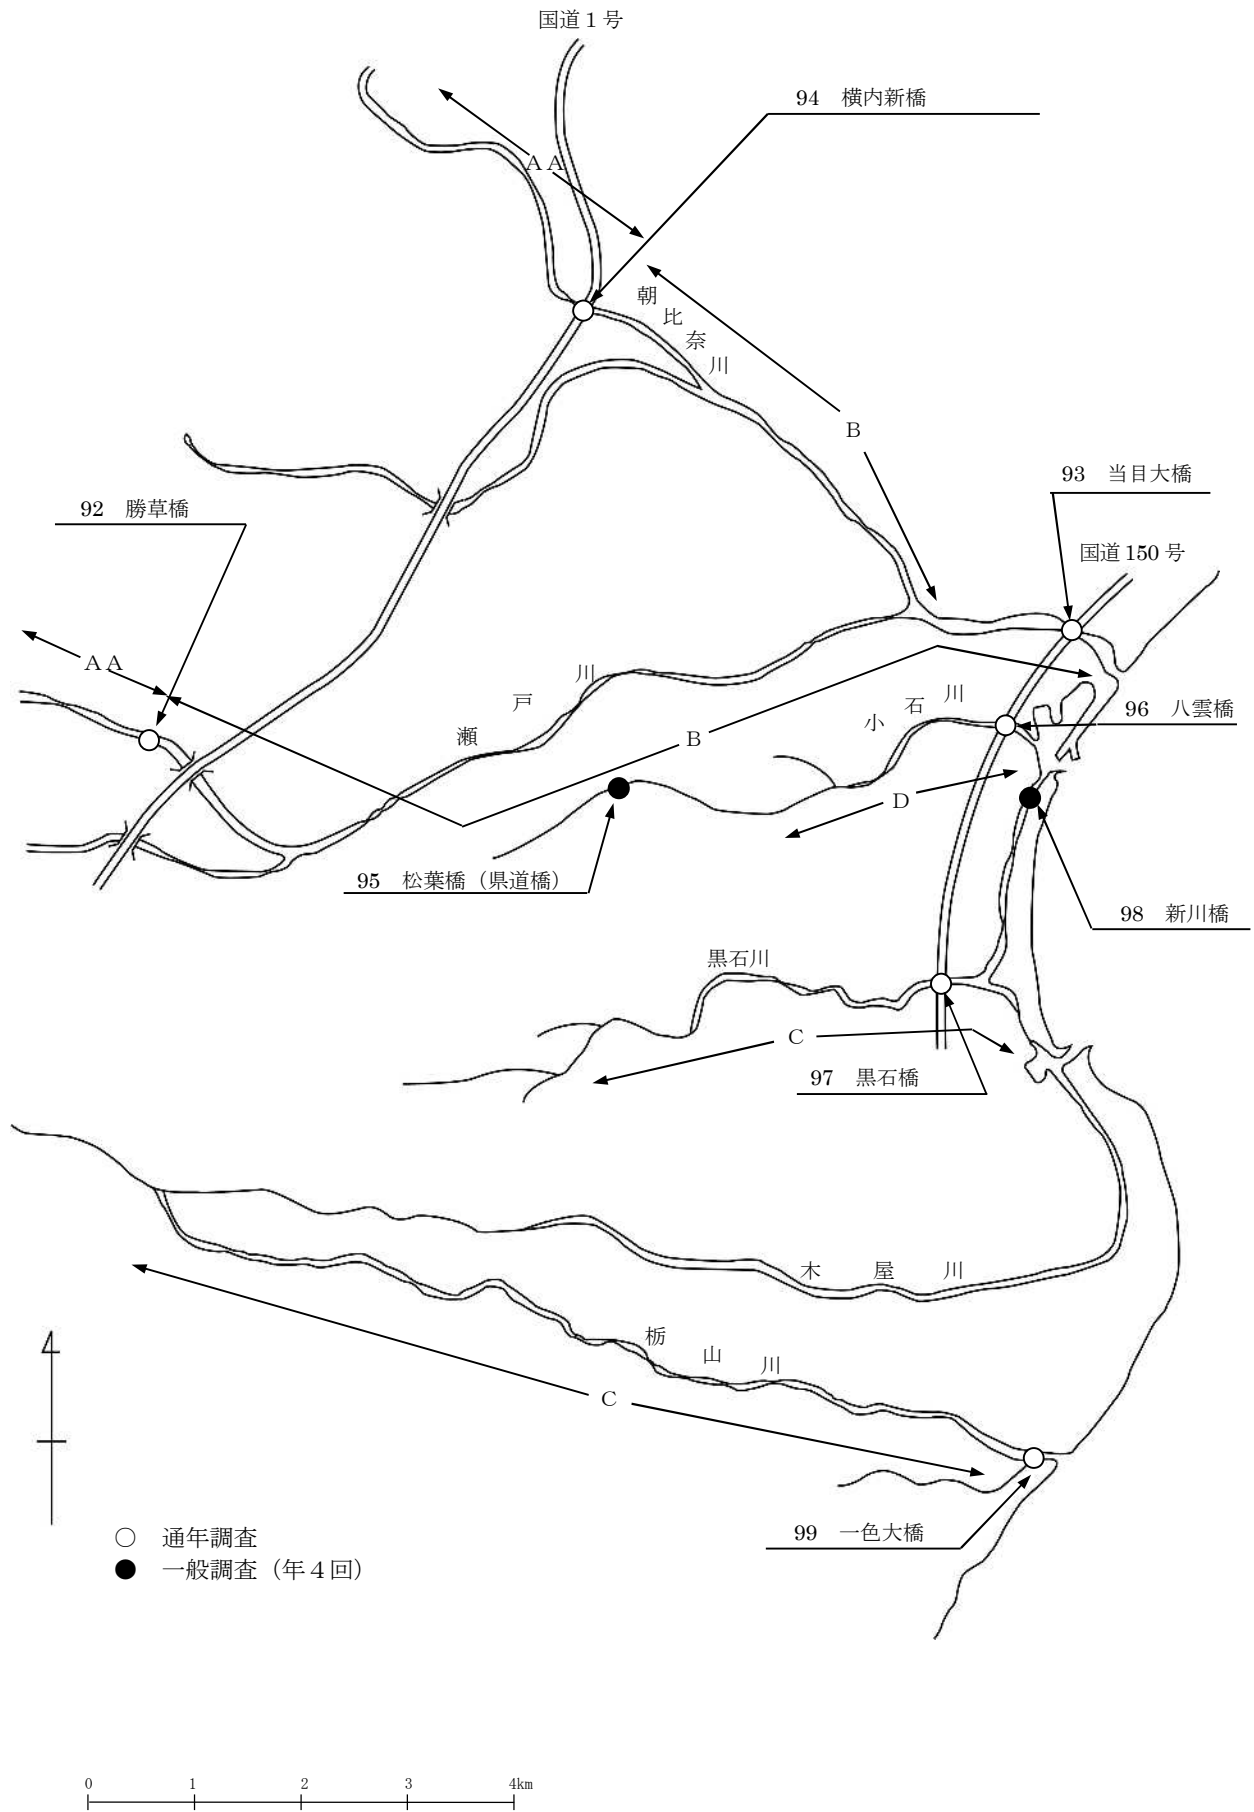 国道１号
94　横内新橋
ＡＡ
朝比奈川
Ｂ
93　当目大橋
92　勝草橋
国道 150 号
ＡＡ
瀬戸川
小石川
96　八雲橋
Ｂ
Ｄ
95　松葉橋（県道橋）
98　新川橋
黒石川
Ｃ
97　黒石橋
木屋川
栃山川
Ｃ
99　一色大橋
○　通年調査
●　一般調査（年４回）
0 1 2 3 4km